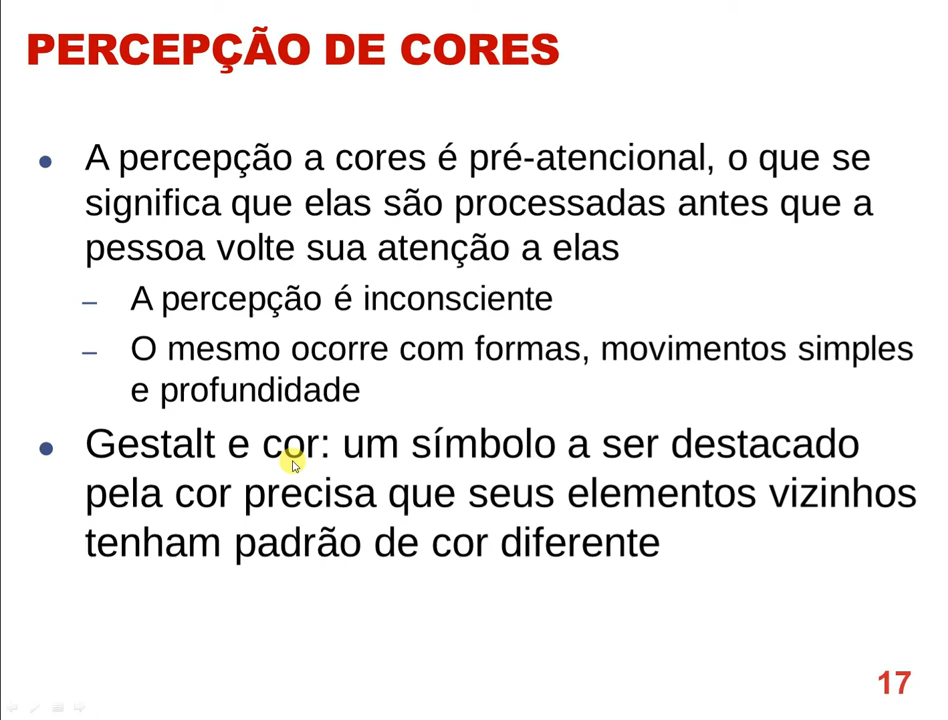 PERCEPÇÃO DE CORES
● A percepção a cores é pré-atencional, o que se
significa que elas são processadas antes que a
pessoa volte sua atenção a elas
– A percepção é inconsciente
– O mesmo ocorre com formas, movimentos simples
e profundidade
● Gestalt e cor: um símbolo a ser destacado
pela cor precisa que seus elementos vizinhos
tenham padrão de cor diferente
17